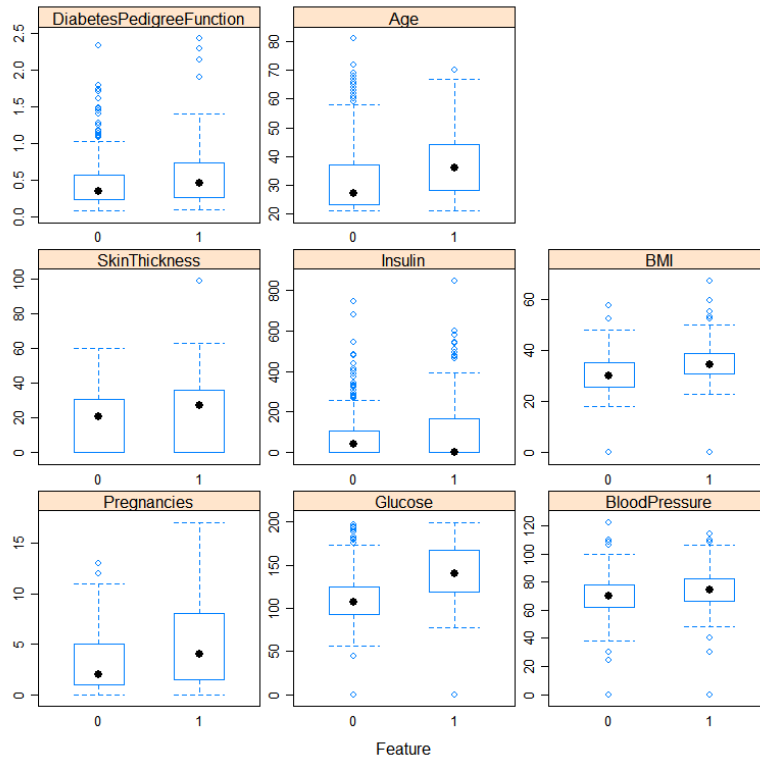 DiabetesPedigreeFunction Age
0.0 0.5 1.0 1.5 2.0 2.5
20 30 40 50 60 70 80
0 1 0 1
SkinThickness Insulin BMI
0 20 40 60 80 100
0 200 400 600 800
0 20 40 60
0 1 0 1 0 1
Pregnancies Glucose BloodPressure
0 5 10 15
0 50 100 150 200
0 20 40 60 80 100 120
0 1 0 1 0 1
Feature